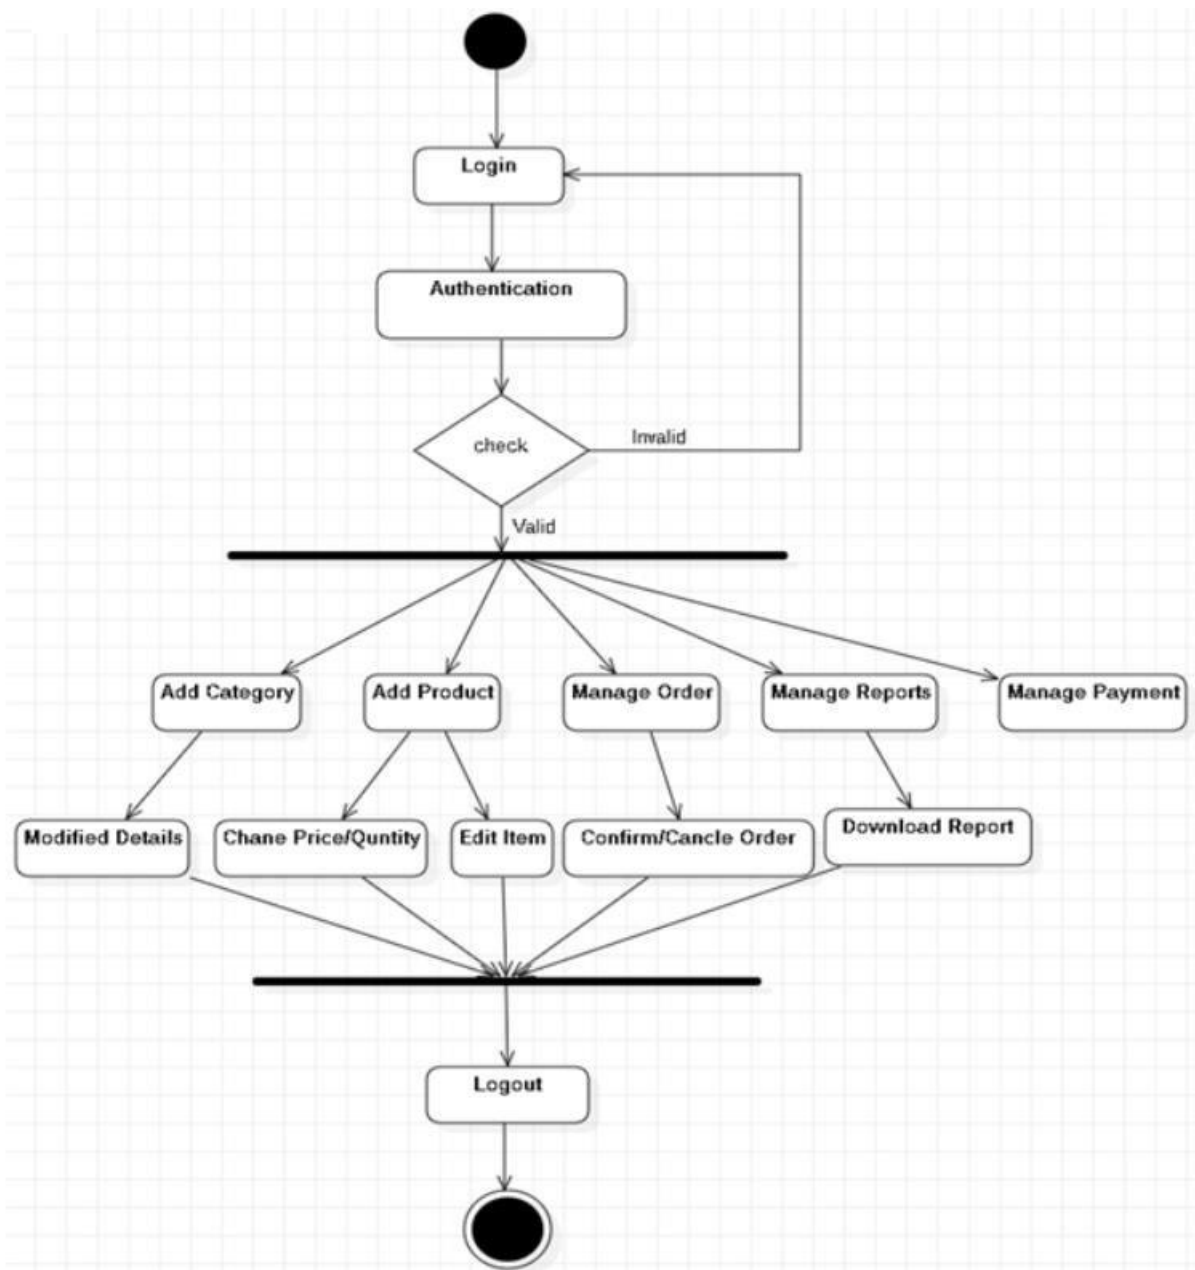 Login
Authentication
check
Invalid
Valid
Add Category
Add Product
Manage Order
Manage Reports
Manage Payment
Modified Details
Chane Price/Quntity
Edit Item
Confirm/Cancle Order
Download Report
Logout